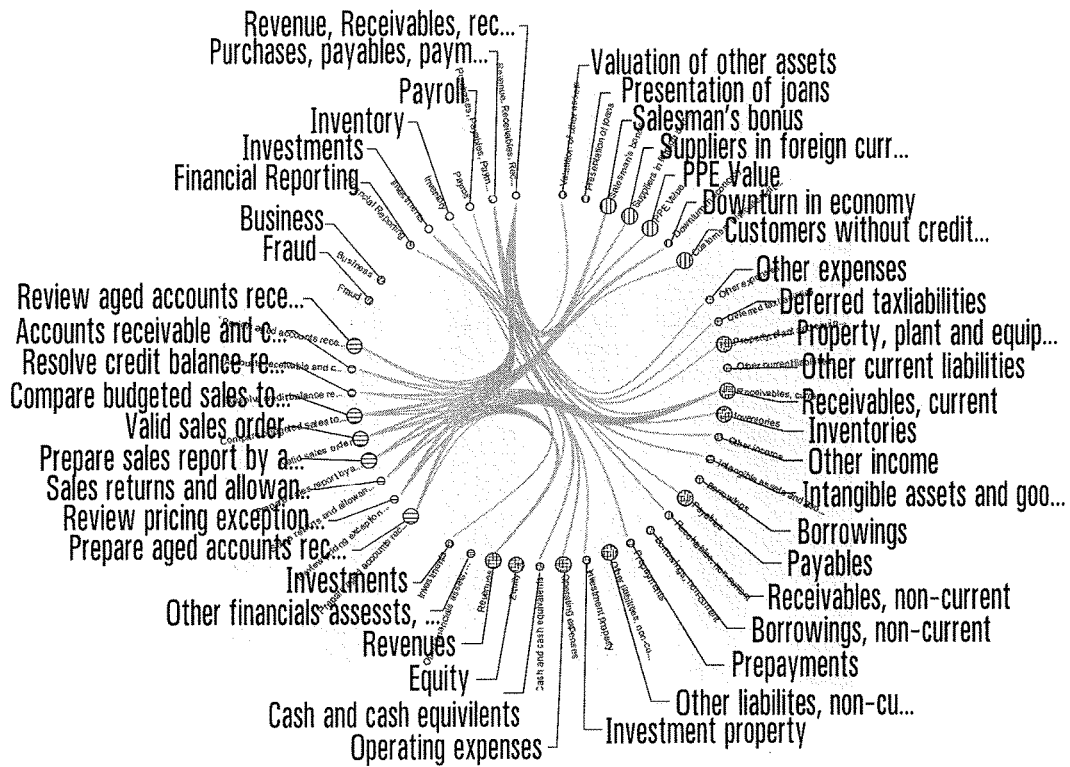 Revenue, Receivables, rec...
Purchases, payables, paym...
Payroll
Inventory
Investments
Financial Reporting
Business
Fraud
Review aged accounts rece...
Accounts receivable and c...
Resolve credit balance re...
Compare budgeted sales to...
Valid sales order
Prepare sales report by a...
Sales returns and allowan...
Review pricing exception...
Prepare aged accounts rec...
Investments
Other financials assessts, ...
Revenues
Equity
Cash and cash equivilents
Operating expenses
Valuation of other assets
Presentation of joans
Salesman's bonus
Suppliers in foreign curr...
PPE Value
Downturn in economy
Customers without credit...
Other expenses
Deferred taxliabilities
Property, plant and equip...
Other current liabilities
Receivables, current
Inventories
Other income
Intangible assets and goo...
Borrowings
Payables
Receivables, non-current
Borrowings, non-current
Prepayments
Other liabilites, non-cu...
Investment property